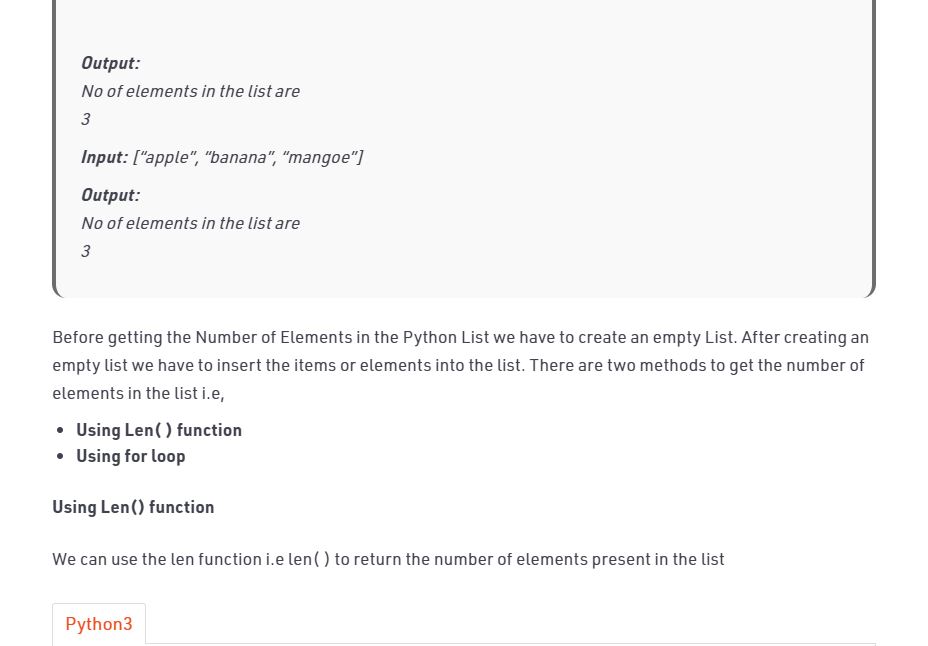 Output:
No of elements in the list are
3
Input: [“apple”, “banana”, “mangoe”]
Output:
No of elements in the list are
3
Before getting the Number of Elements in the Python List we have to create an empty List. After creating an
empty list we have to insert the items or elements into the list. There are two methods to get the number of
elements in the list i.e,
• Using Len( ) function
• Using for loop
Using Len() function
We can use the len function i.e len( ) to return the number of elements present in the list
Python3